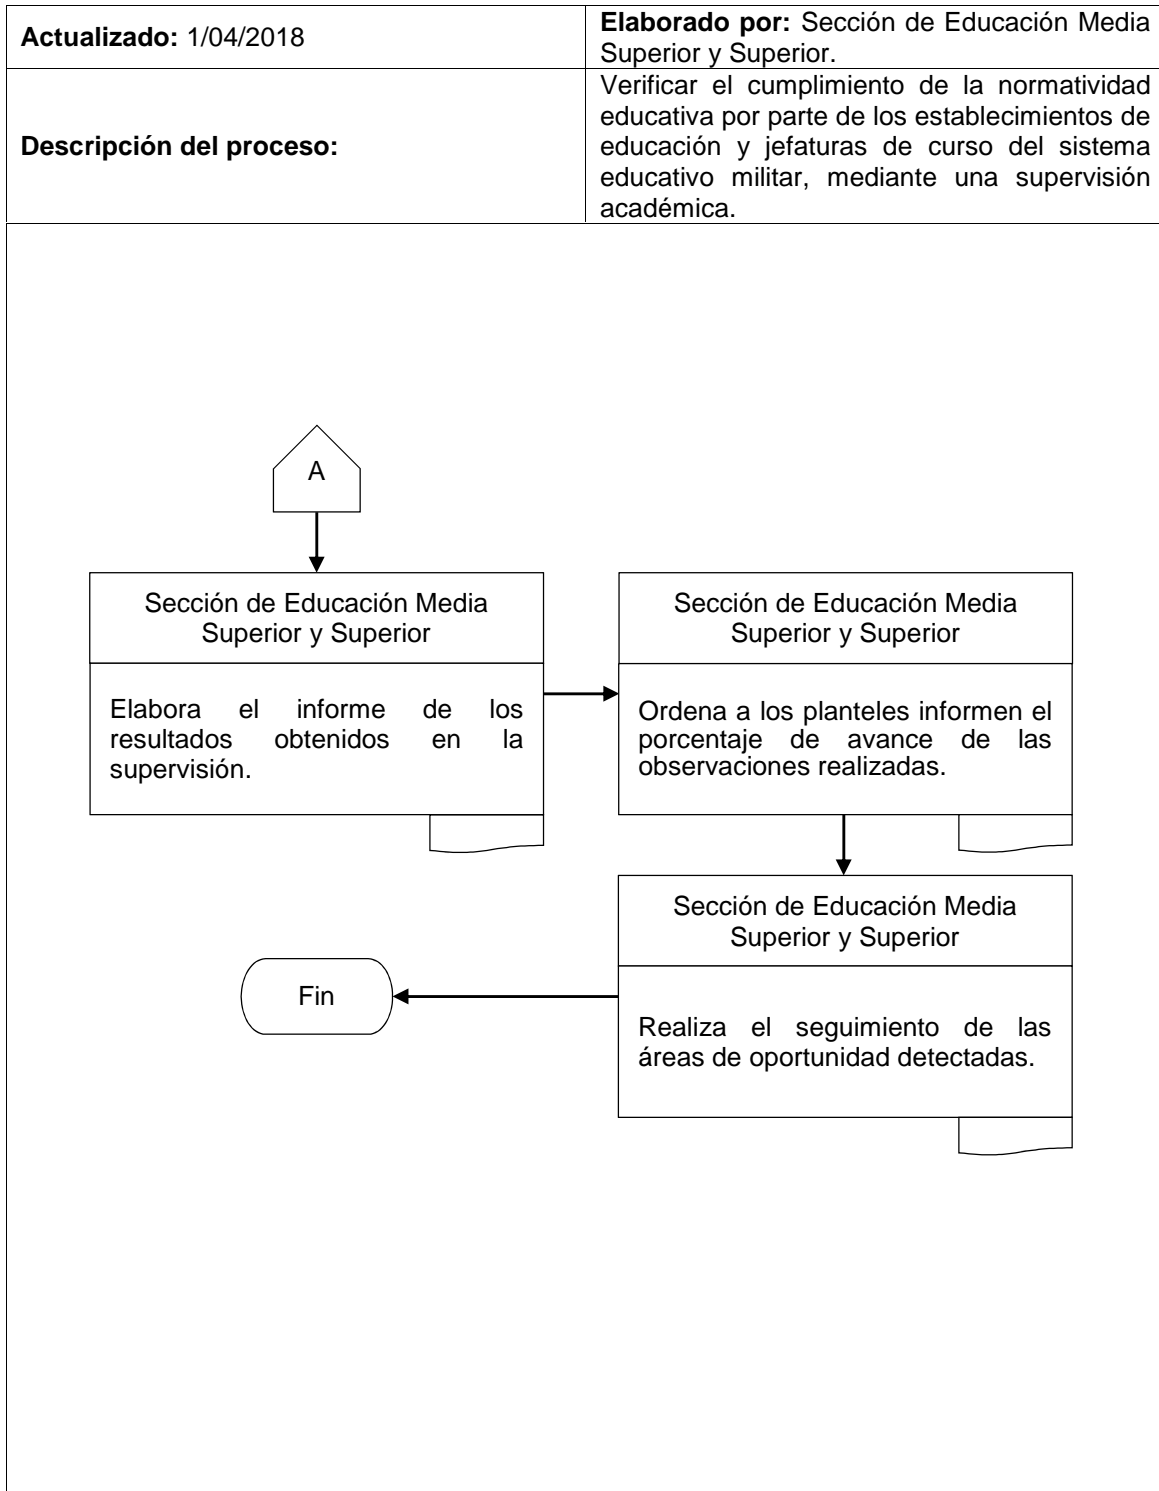 Actualizado: 1/04/2018
Elaborado por: Sección de Educación Media
Superior y Superior.
Descripción del proceso:
Verificar el cumplimiento de la normatividad
educativa por parte de los establecimientos de
educación y jefaturas de curso del sistema
educativo militar, mediante una supervisión
académica.
A
Sección de Educación Media
Superior y Superior
Elabora el informe de los
resultados obtenidos en la
supervisión.
Sección de Educación Media
Superior y Superior
Ordena a los planteles informen el
porcentaje de avance de las
observaciones realizadas.
Sección de Educación Media
Superior y Superior
Realiza el seguimiento de las
áreas de oportunidad detectadas.
Fin